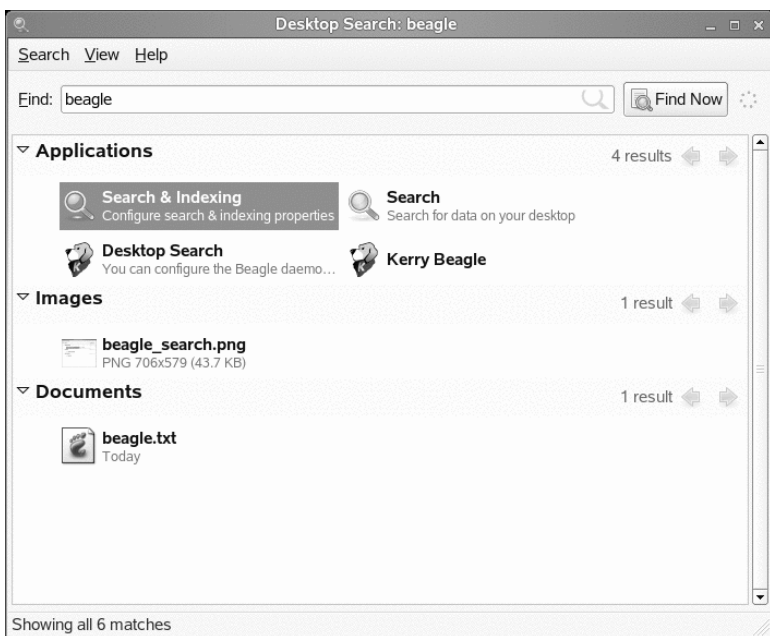 Desktop Search: beagle
Search View Help
Find: beagle Find Now
Applications 4 results
Search & Indexing
Configure search & indexing properties
Search
Search for data on your desktop
Desktop Search
You can configure the Beagle daemo...
Kerry Beagle
Images 1 result
beagle_search.png
PNG 706x579 (43.7 KB)
Documents 1 result
beagle.txt
Today
Showing all 6 matches